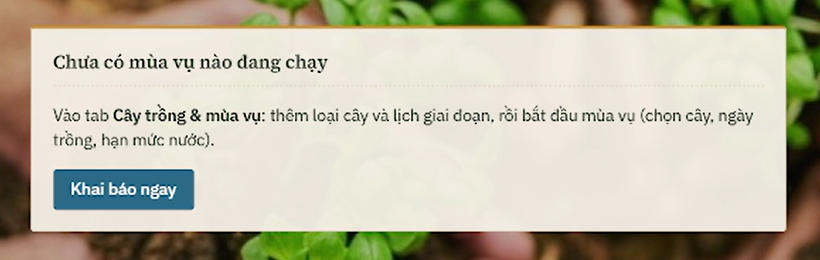 Chưa có mùa vụ nào đang chạy
Vào tab Cây trồng & mùa vụ: thêm loại cây và lịch giai đoạn, rồi bắt đầu mùa vụ (chọn cây, ngày
trồng, hạn mức nước).
Khai báo ngay